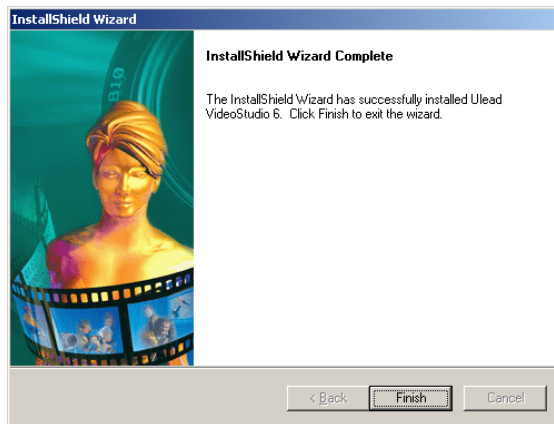 InstallShield Wizard
B10
InstallShield Wizard Complete
The InstallShield Wizard has successfully installed Ulead
VideoStudio 6. Click Finish to exit the wizard.
< Back
Finish
Cancel